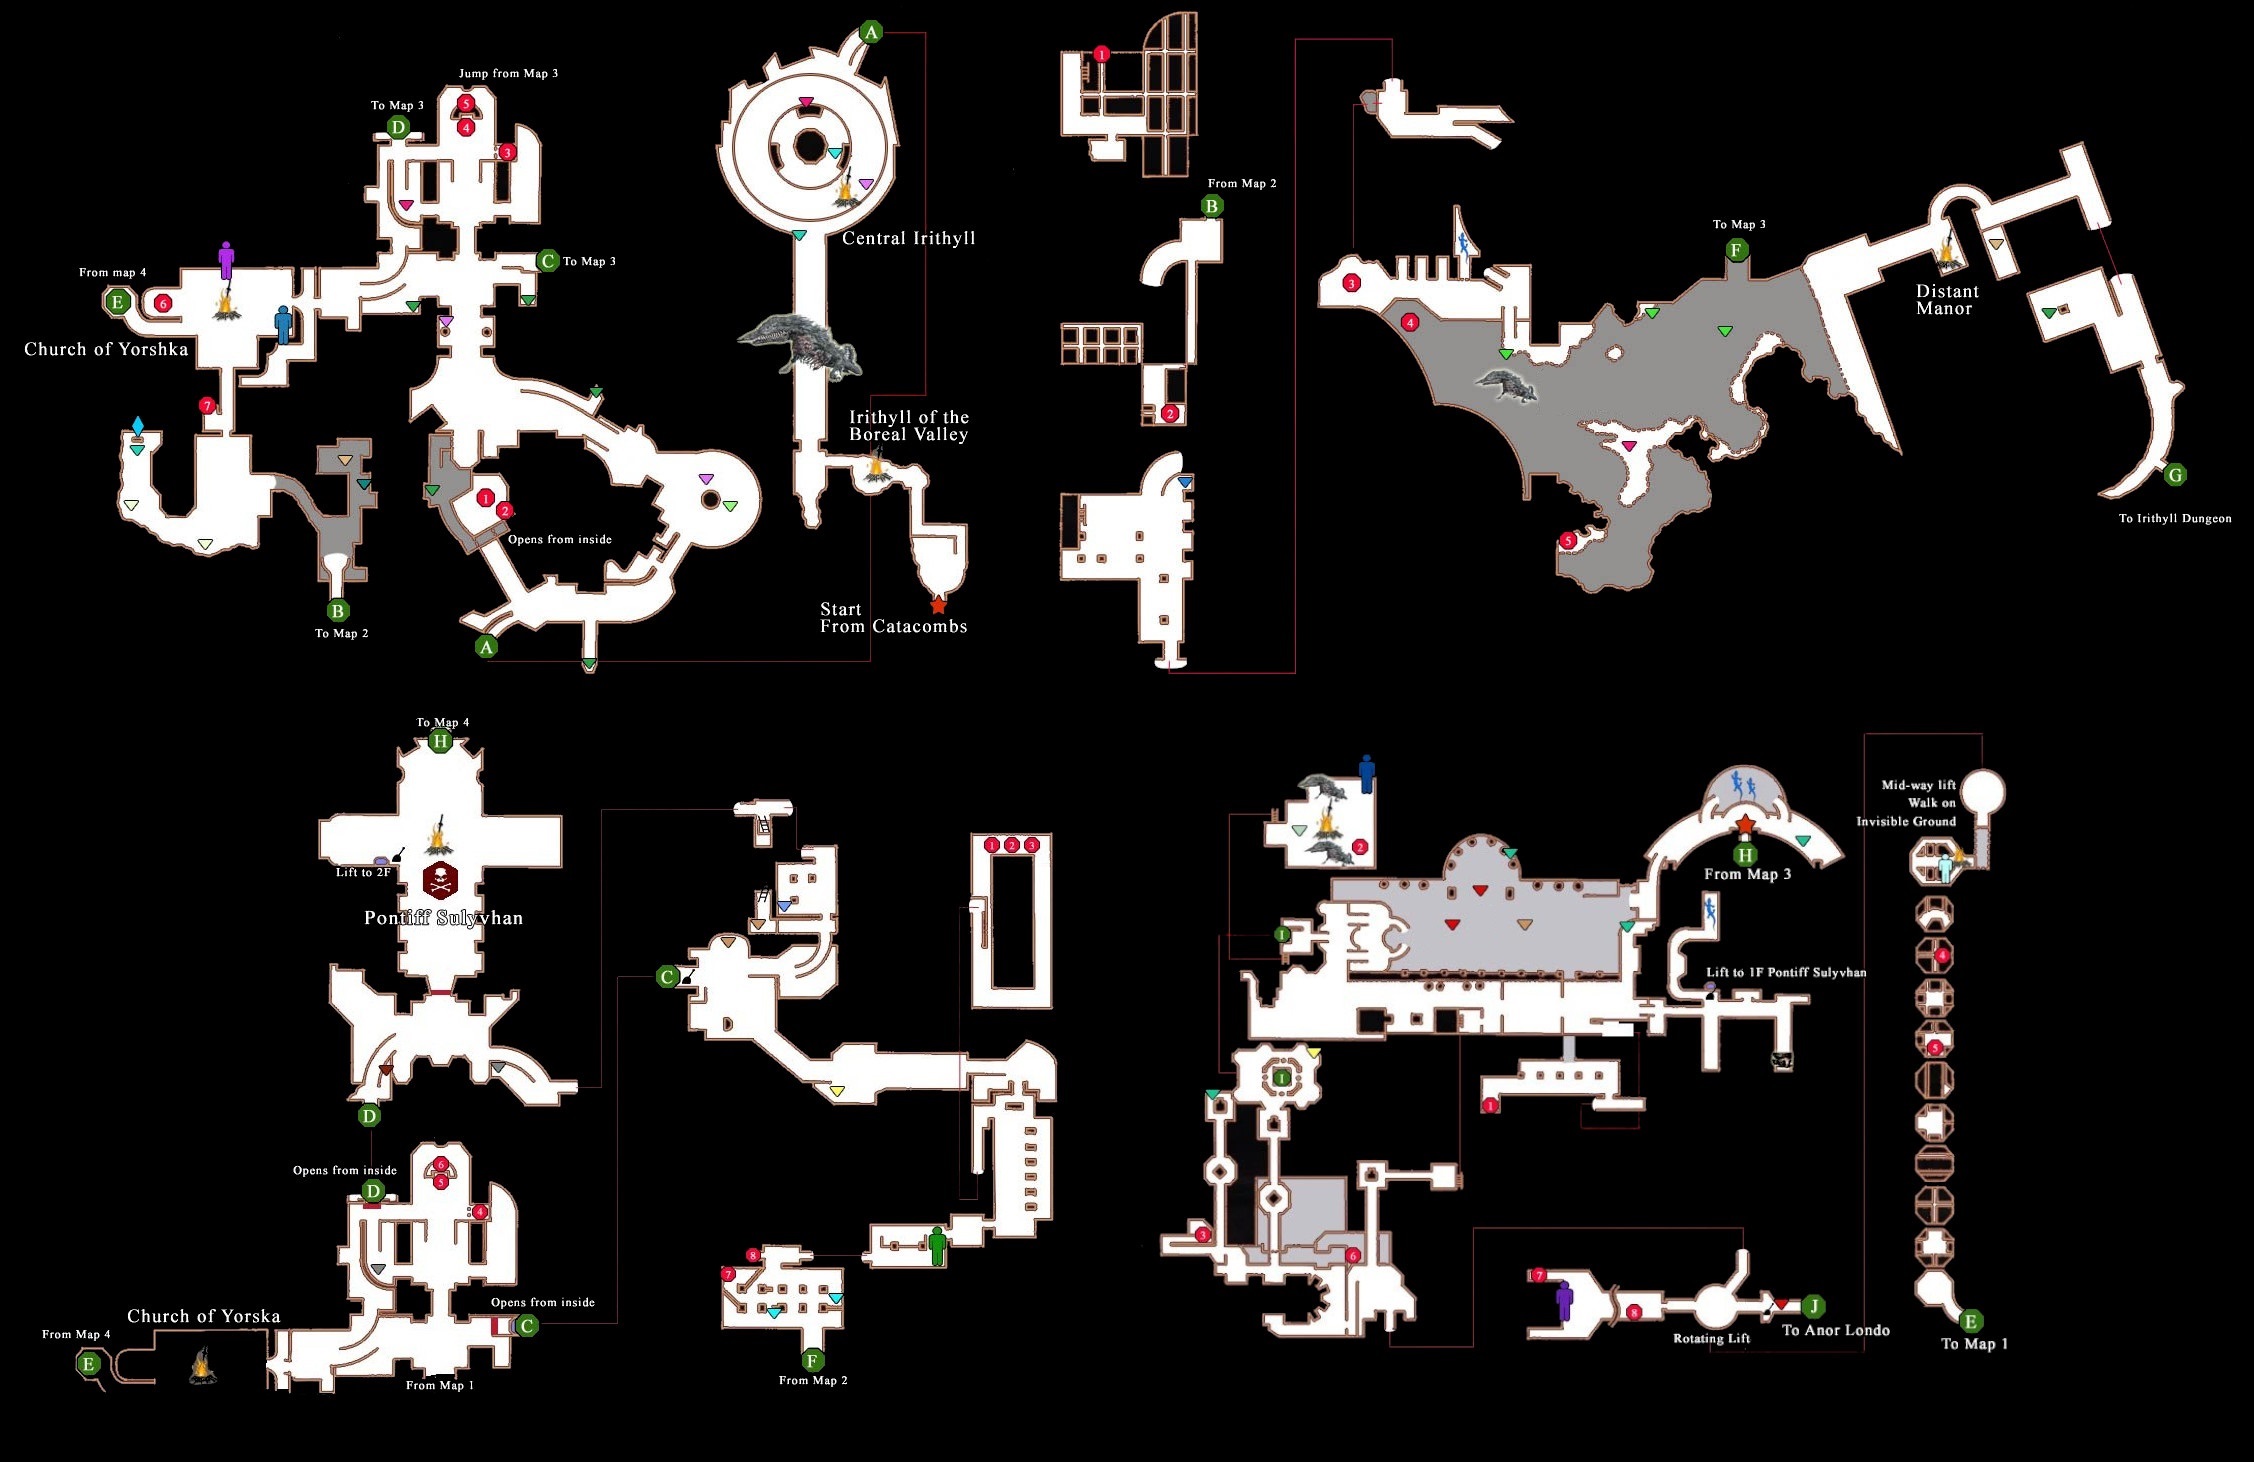 Jump from Map 3
To Map 3
From map 4
To Map 3
Church of Yorshka
Opens from inside
To Map 2
Central Irithyll
Irithyll of the
Boreal Valley
Start
From Catacombs
A
D
C
E
B
A
1
2
3
4
5
6
7
From Map 2
B
1
2
3
4
5
To Map 3
F
Distant
Manor
G
To Irithyll Dungeon
To Map 4
H
Lift to 2F
Pontiff Sulyvhan
D
Opens from inside
D
6
5
4
Opens from inside
C
Church of Yorska
From Map 4
E
From Map 1
C
1 2 3
8
7
F
From Map 2
2
I
I
1
3
6
H
From Map 3
Lift to 1F Pontiff Sulyvhan
Mid-way lift
Walk on
Invisible Ground
4
5
7
8
Rotating Lift
J
To Anor Londo
E
To Map 1